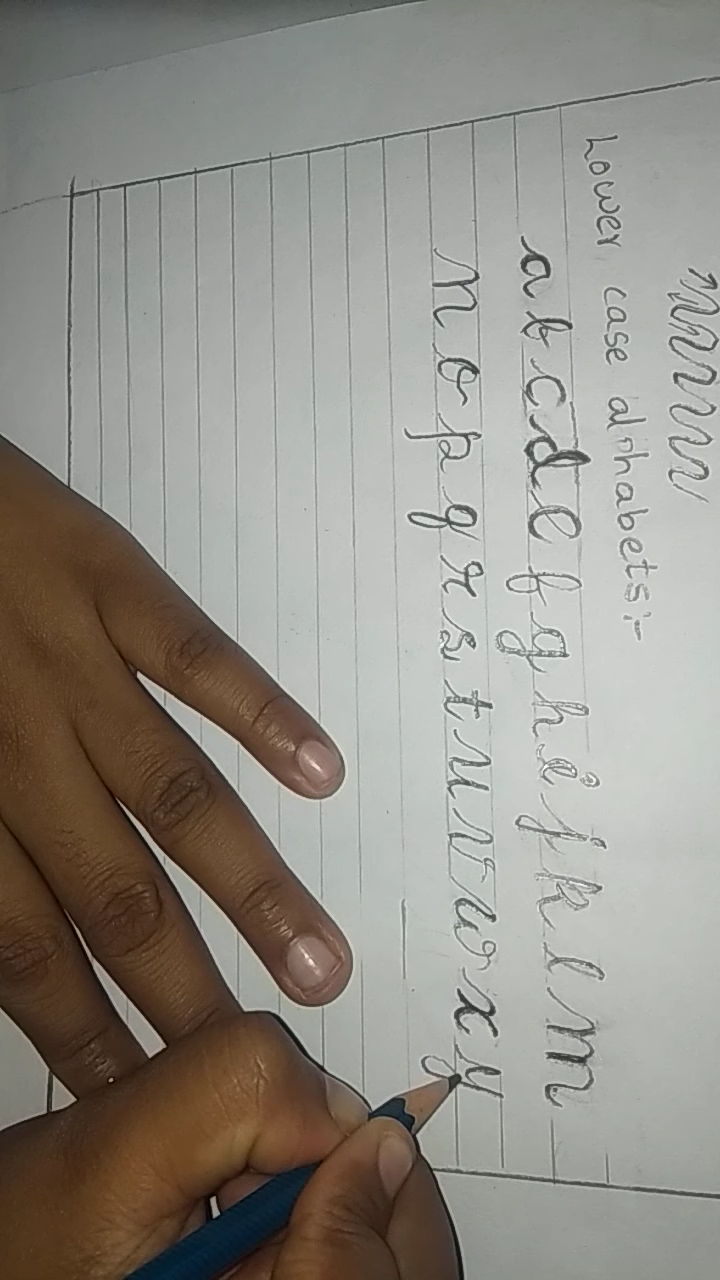 Lower case alphabets:-
a b c d e f g h i j k l m
n o p q r s t u v w x y